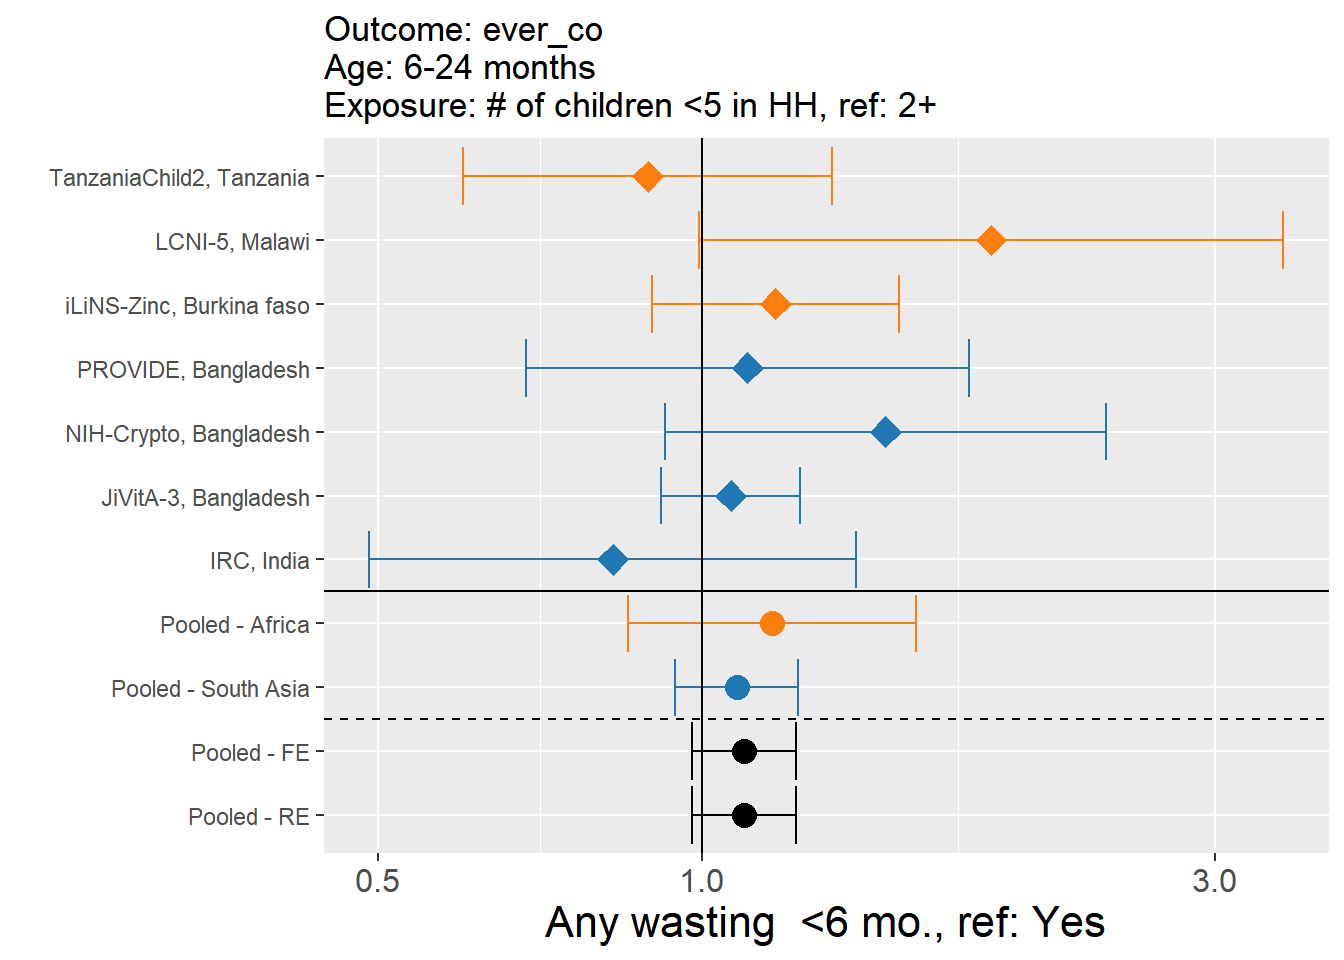 Outcome: ever_co
Age: 6-24 months
Exposure: # of children <5 in HH, ref: 2+
TanzaniaChild2, Tanzania
LCNI-5, Malawi
iLiNS-Zinc, Burkina faso
PROVIDE, Bangladesh
NIH-Crypto, Bangladesh
JiVitA-3, Bangladesh
IRC, India
Pooled - Africa
Pooled - South Asia
Pooled - FE
Pooled - RE
0.5 1.0 3.0
Any wasting  <6 mo., ref: Yes